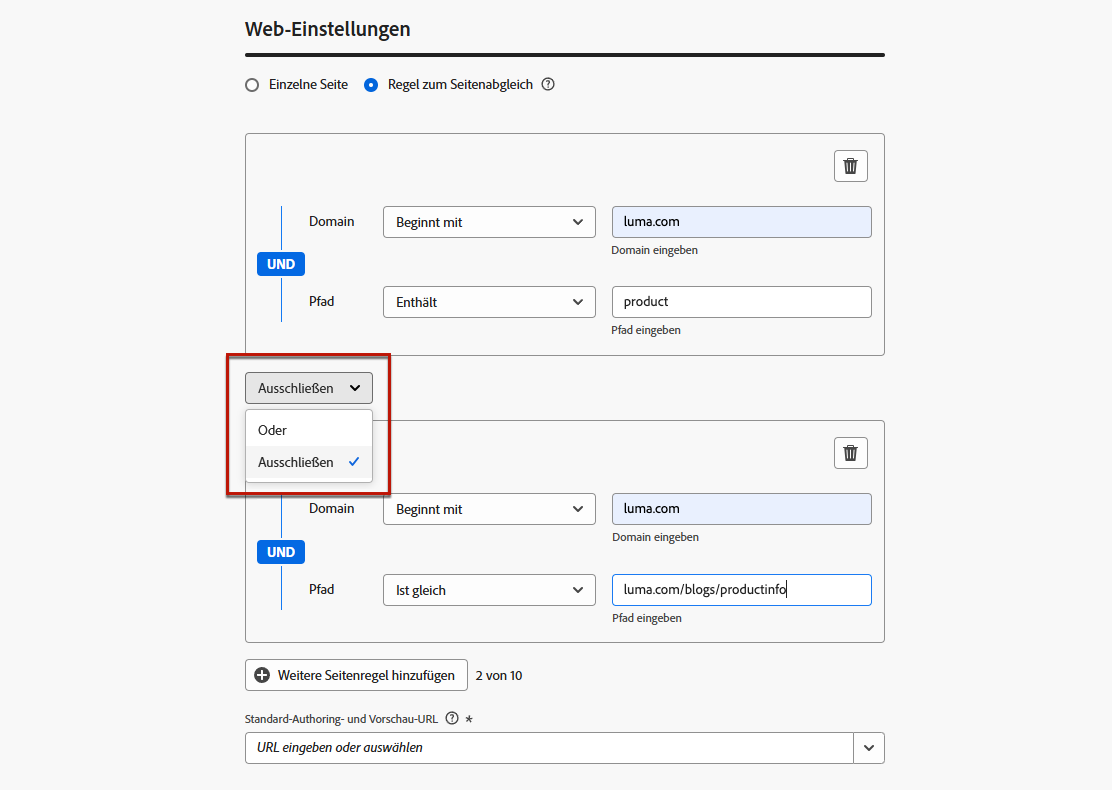 Web-Einstellungen
Einzelne Seite Regel zum Seitenabgleich
Domain Beginnt mit luma.com
Domain eingeben
UND
Pfad Enthält product
Pfad eingeben
Ausschließen
Oder
Ausschließen
Domain Beginnt mit luma.com
Domain eingeben
UND
Pfad Ist gleich luma.com/blogs/productinfo
Pfad eingeben
Weitere Seitenregel hinzufügen 2 von 10
Standard-Authoring- und Vorschau-URL *
URL eingeben oder auswählen